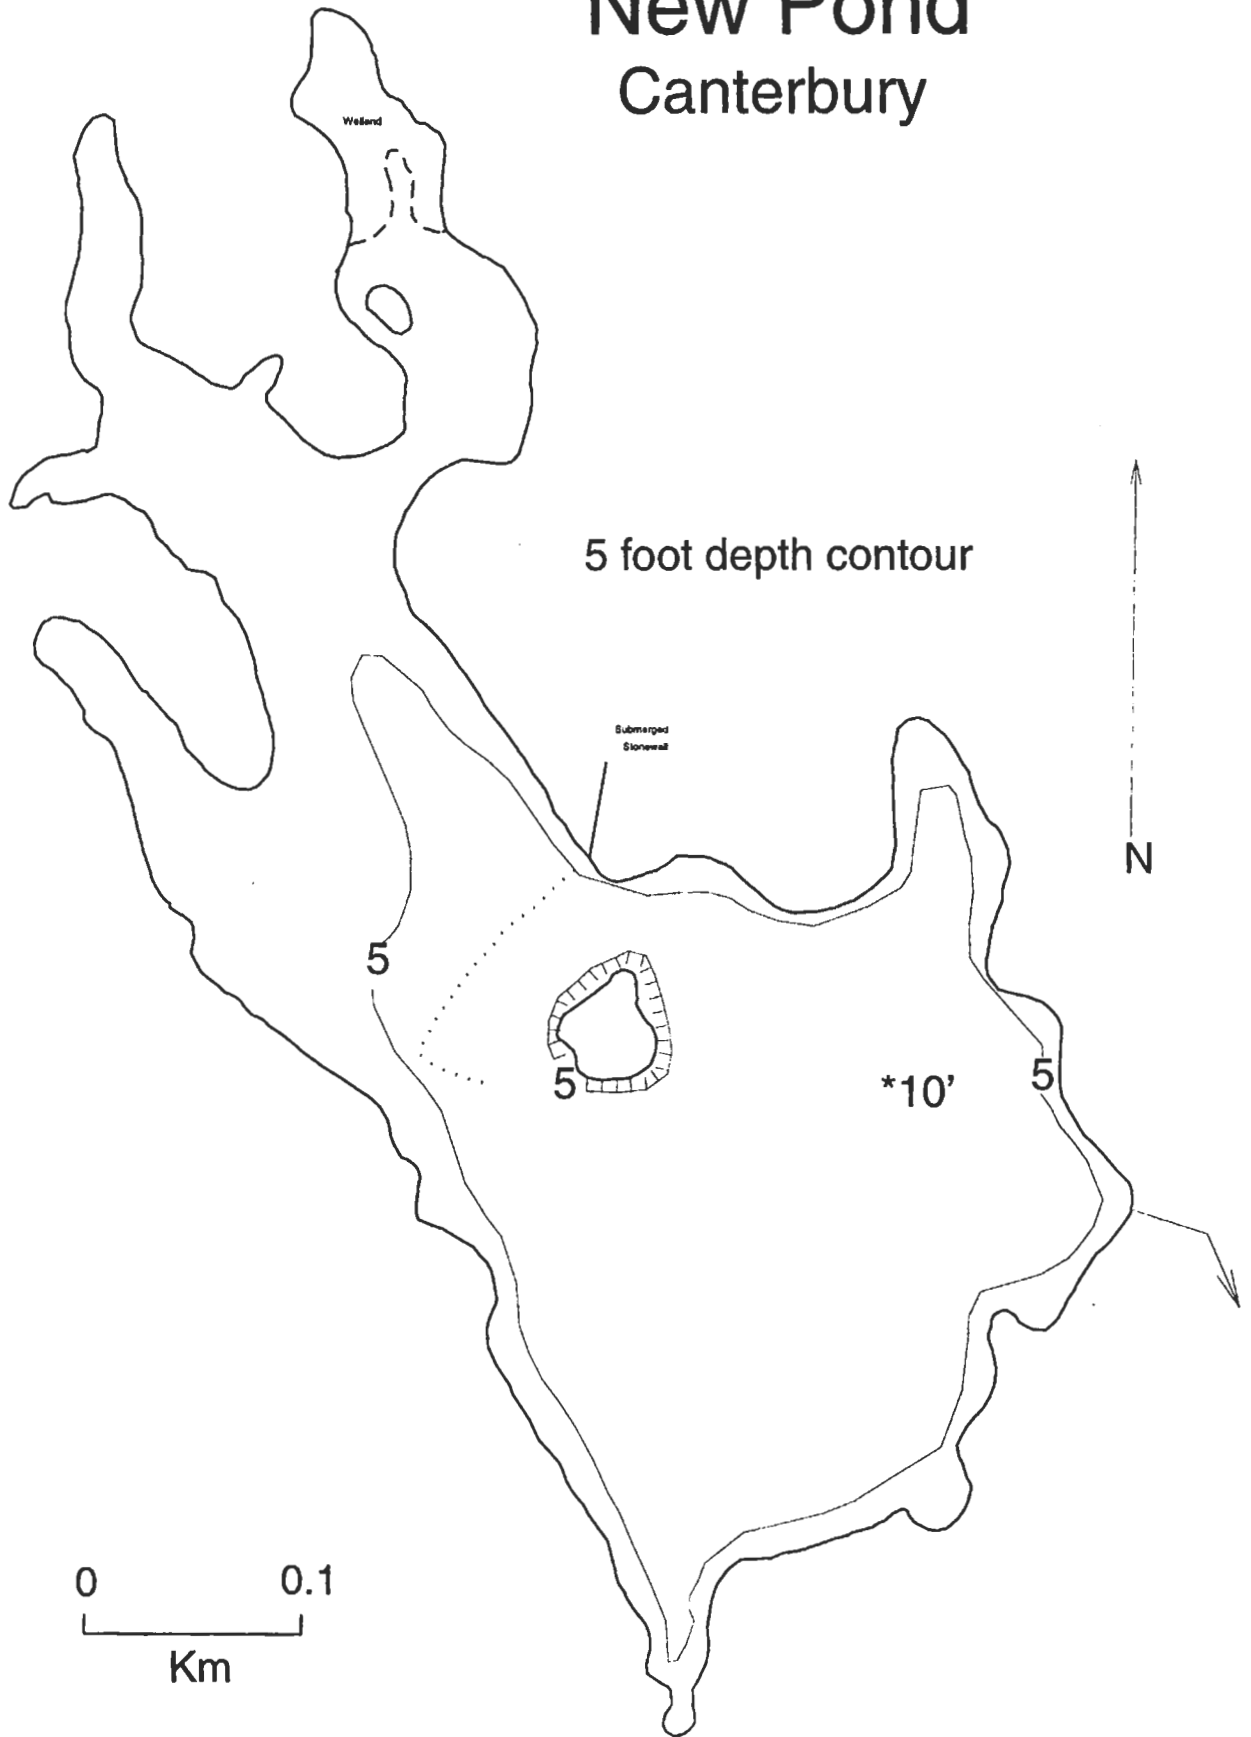 New Pond
Canterbury
Wetland
5 foot depth contour
Submerged
Stonewall
N
5
5
*10'
5
0 0.1
Km